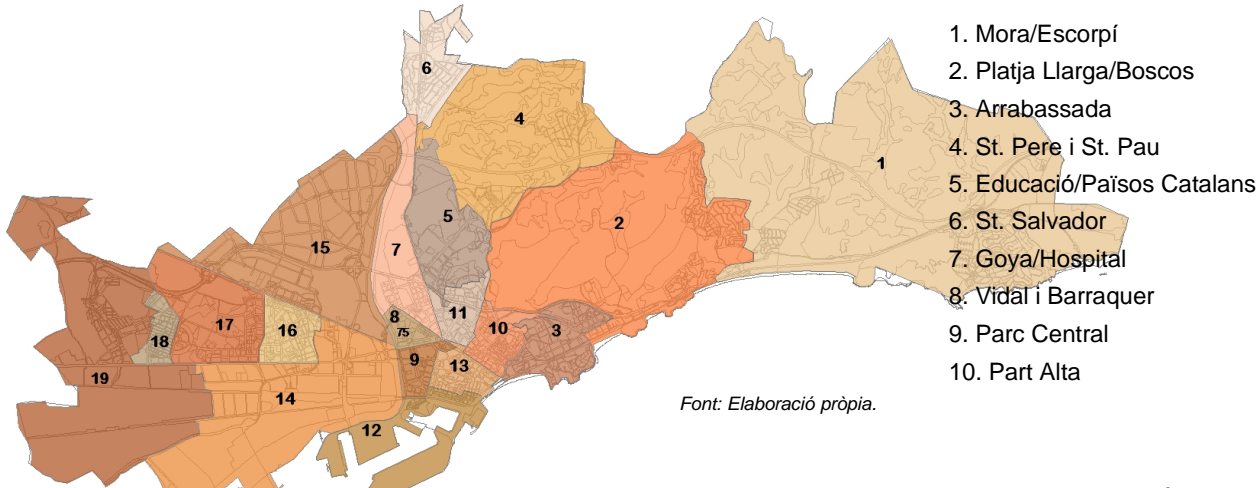 1. Mora/Escorpí
2. Platja Llarga/Boscos
3. Arrabassada
4. St. Pere i St. Pau
5. Educació/Països Catalans
6. St. Salvador
7. Goya/Hospital
8. Vidal i Barraquer
9. Parc Central
10. Part Alta
Font: Elaboració pròpia.
6
4
1
5
2
15
7
11
8
75
17
16
18
10
3
9
13
19
14
12